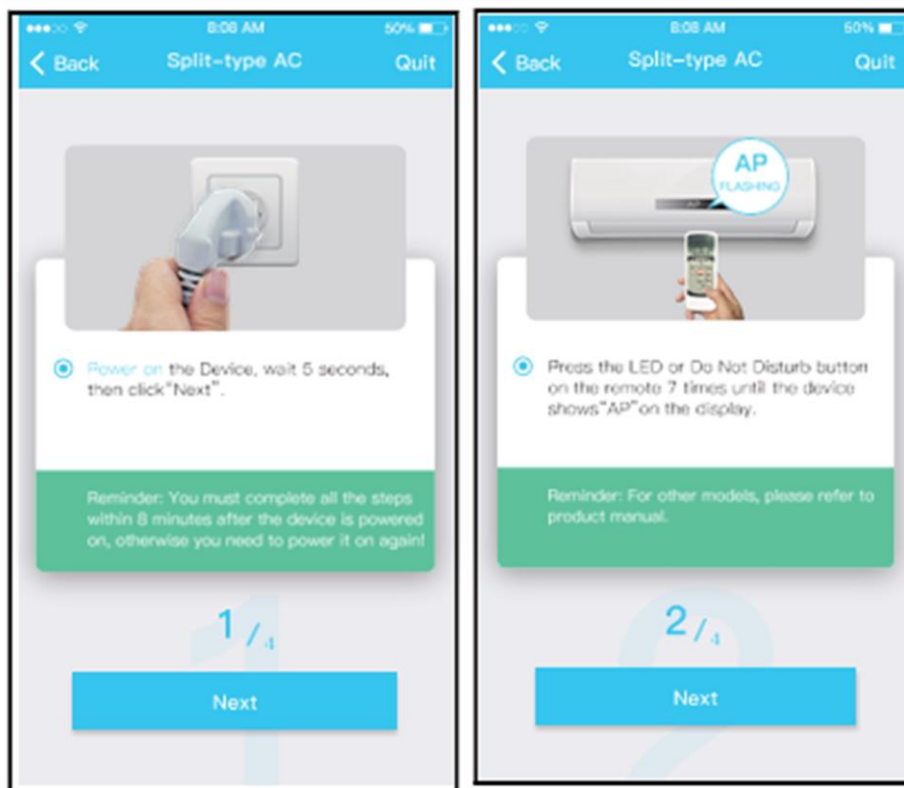 8:08 AM
50%
Back
Split-type AC
Quit
Power on the Device, wait 5 seconds,
then click"Next".
Reminder: You must complete all the steps
within 8 minutes after the device is powered
on, otherwise you need to power it on again!
1/4
Next
8:08 AM
50%
Back
Split-type AC
Quit
AP
FLASHING
AP
Press the LED or Do Not Disturb button
on the remote 7 times until the device
shows"AP"on the display.
Reminder: For other models, please refer to
product manual.
2/4
Next